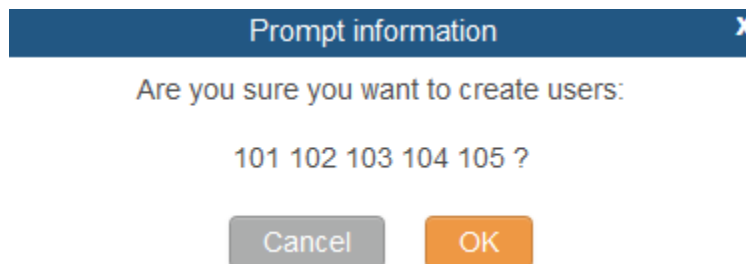 Prompt information x
Are you sure you want to create users:
101 102 103 104 105 ?
Cancel OK